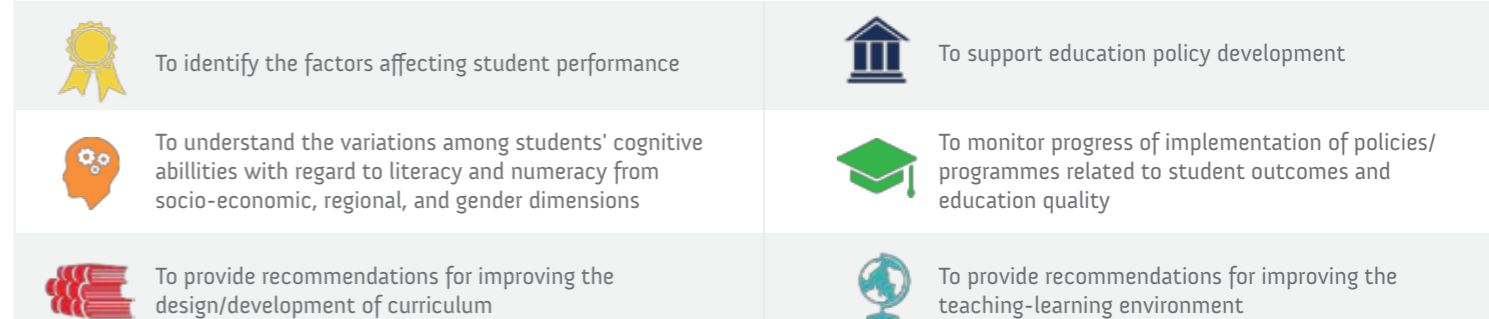 To identify the factors affecting student performance
To support education policy development
To understand the variations among students' cognitive
abillities with regard to literacy and numeracy from
socio-economic, regional, and gender dimensions
To monitor progress of implementation of policies/
programmes related to student outcomes and
education quality
To provide recommendations for improving the
design/development of curriculum
To provide recommendations for improving the
teaching-learning environment